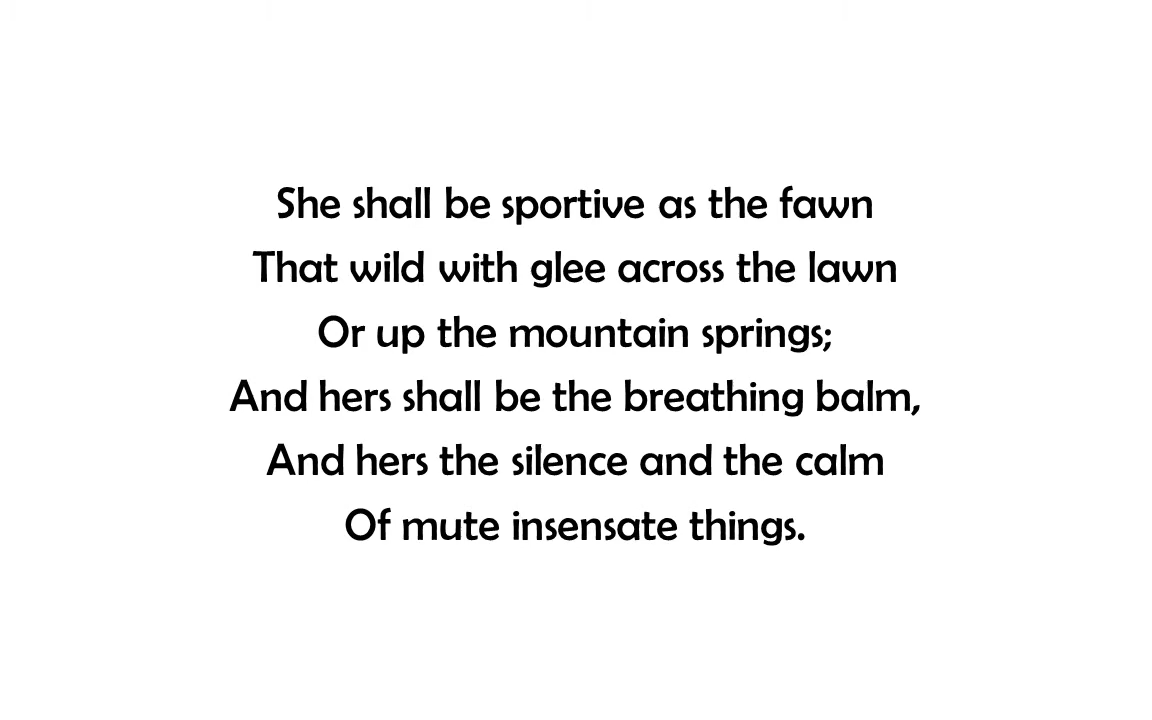 She shall be sportive as the fawn
That wild with glee across the lawn
Or up the mountain springs;
And hers shall be the breathing balm,
And hers the silence and the calm
Of mute insensate things.